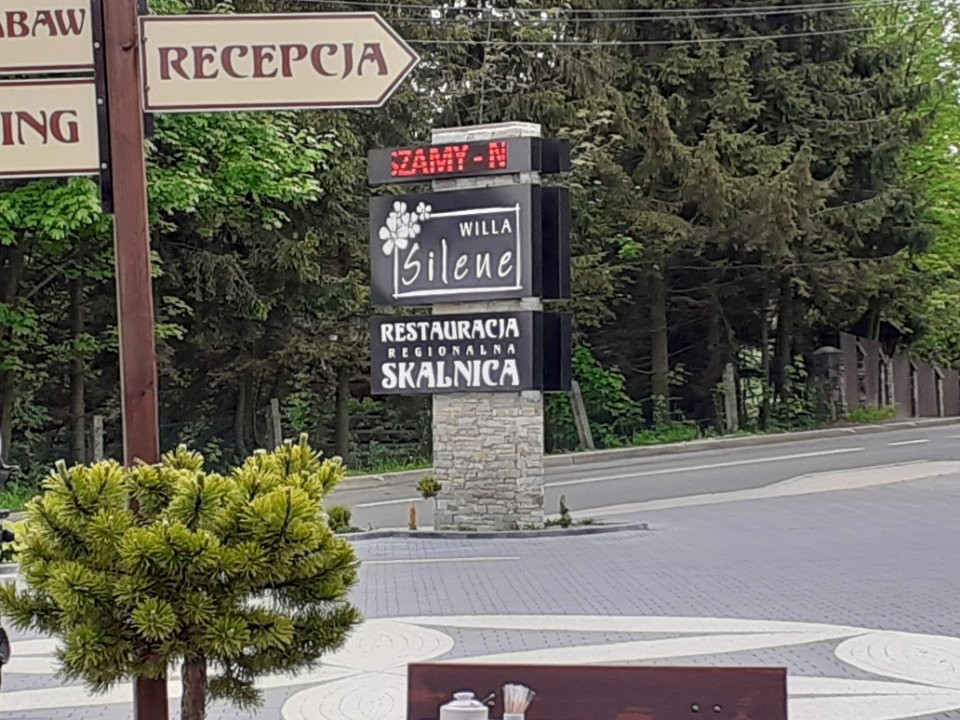 RECEPCJA
SZAMY-N
WILLA
Silene
RESTAURACJA
REGIONALNA
SKALNICA